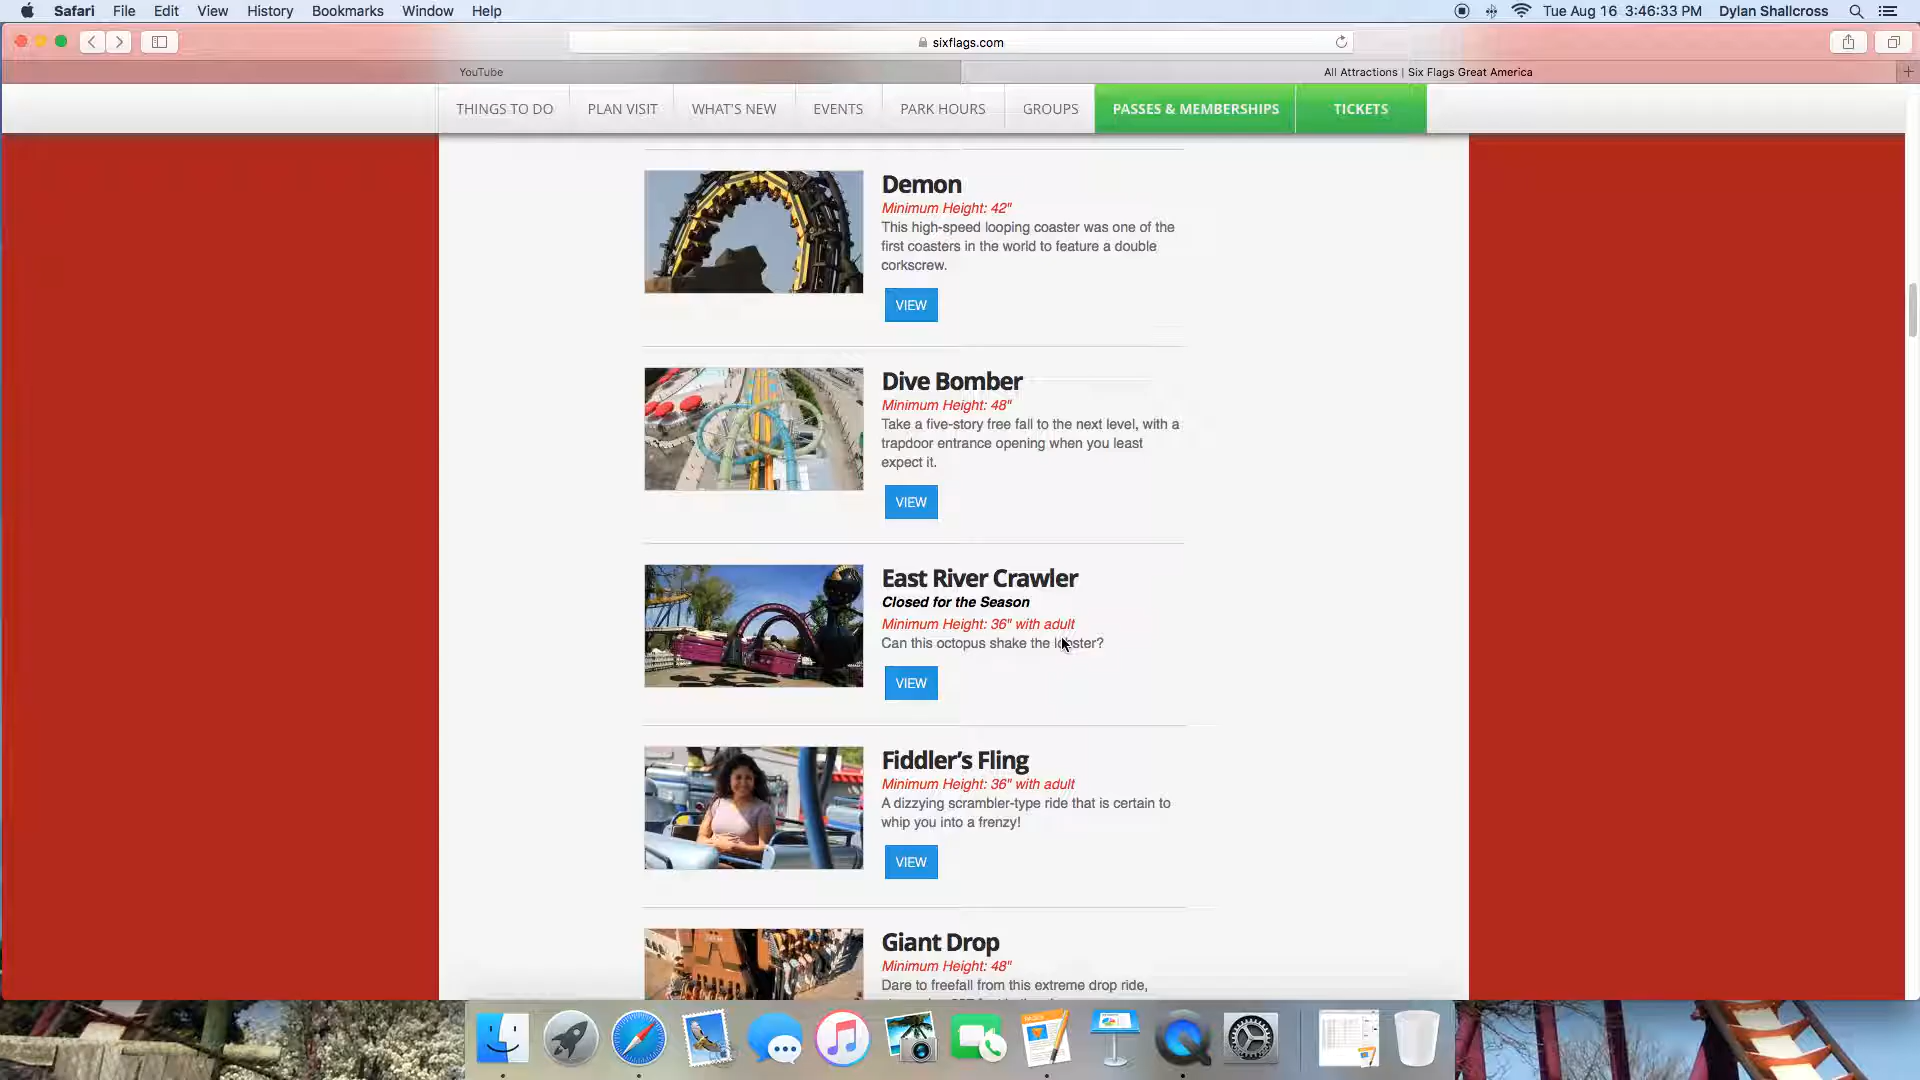 Safari File Edit View History Bookmarks Window Help Tue Aug 16 3:46:33 PM Dylan Shallcross
sixflags.com
YouTube All Attractions | Six Flags Great America
THINGS TO DO PLAN VISIT WHAT'S NEW EVENTS PARK HOURS GROUPS PASSES & MEMBERSHIPS TICKETS
Demon
Minimum Height: 42"
This high-speed looping coaster was one of the
first coasters in the world to feature a double
corkscrew.
VIEW
Dive Bomber
Minimum Height: 48"
Take a five-story free fall to the next level, with a
trapdoor entrance opening when you least
expect it.
VIEW
East River Crawler
Closed for the Season
Minimum Height: 36" with adult
Can this octopus shake the lobster?
VIEW
Fiddler's Fling
Minimum Height: 36" with adult
A dizzying scrambler-type ride that is certain to
whip you into a frenzy!
VIEW
Giant Drop
Minimum Height: 48"
Dare to freefall from this extreme drop ride,